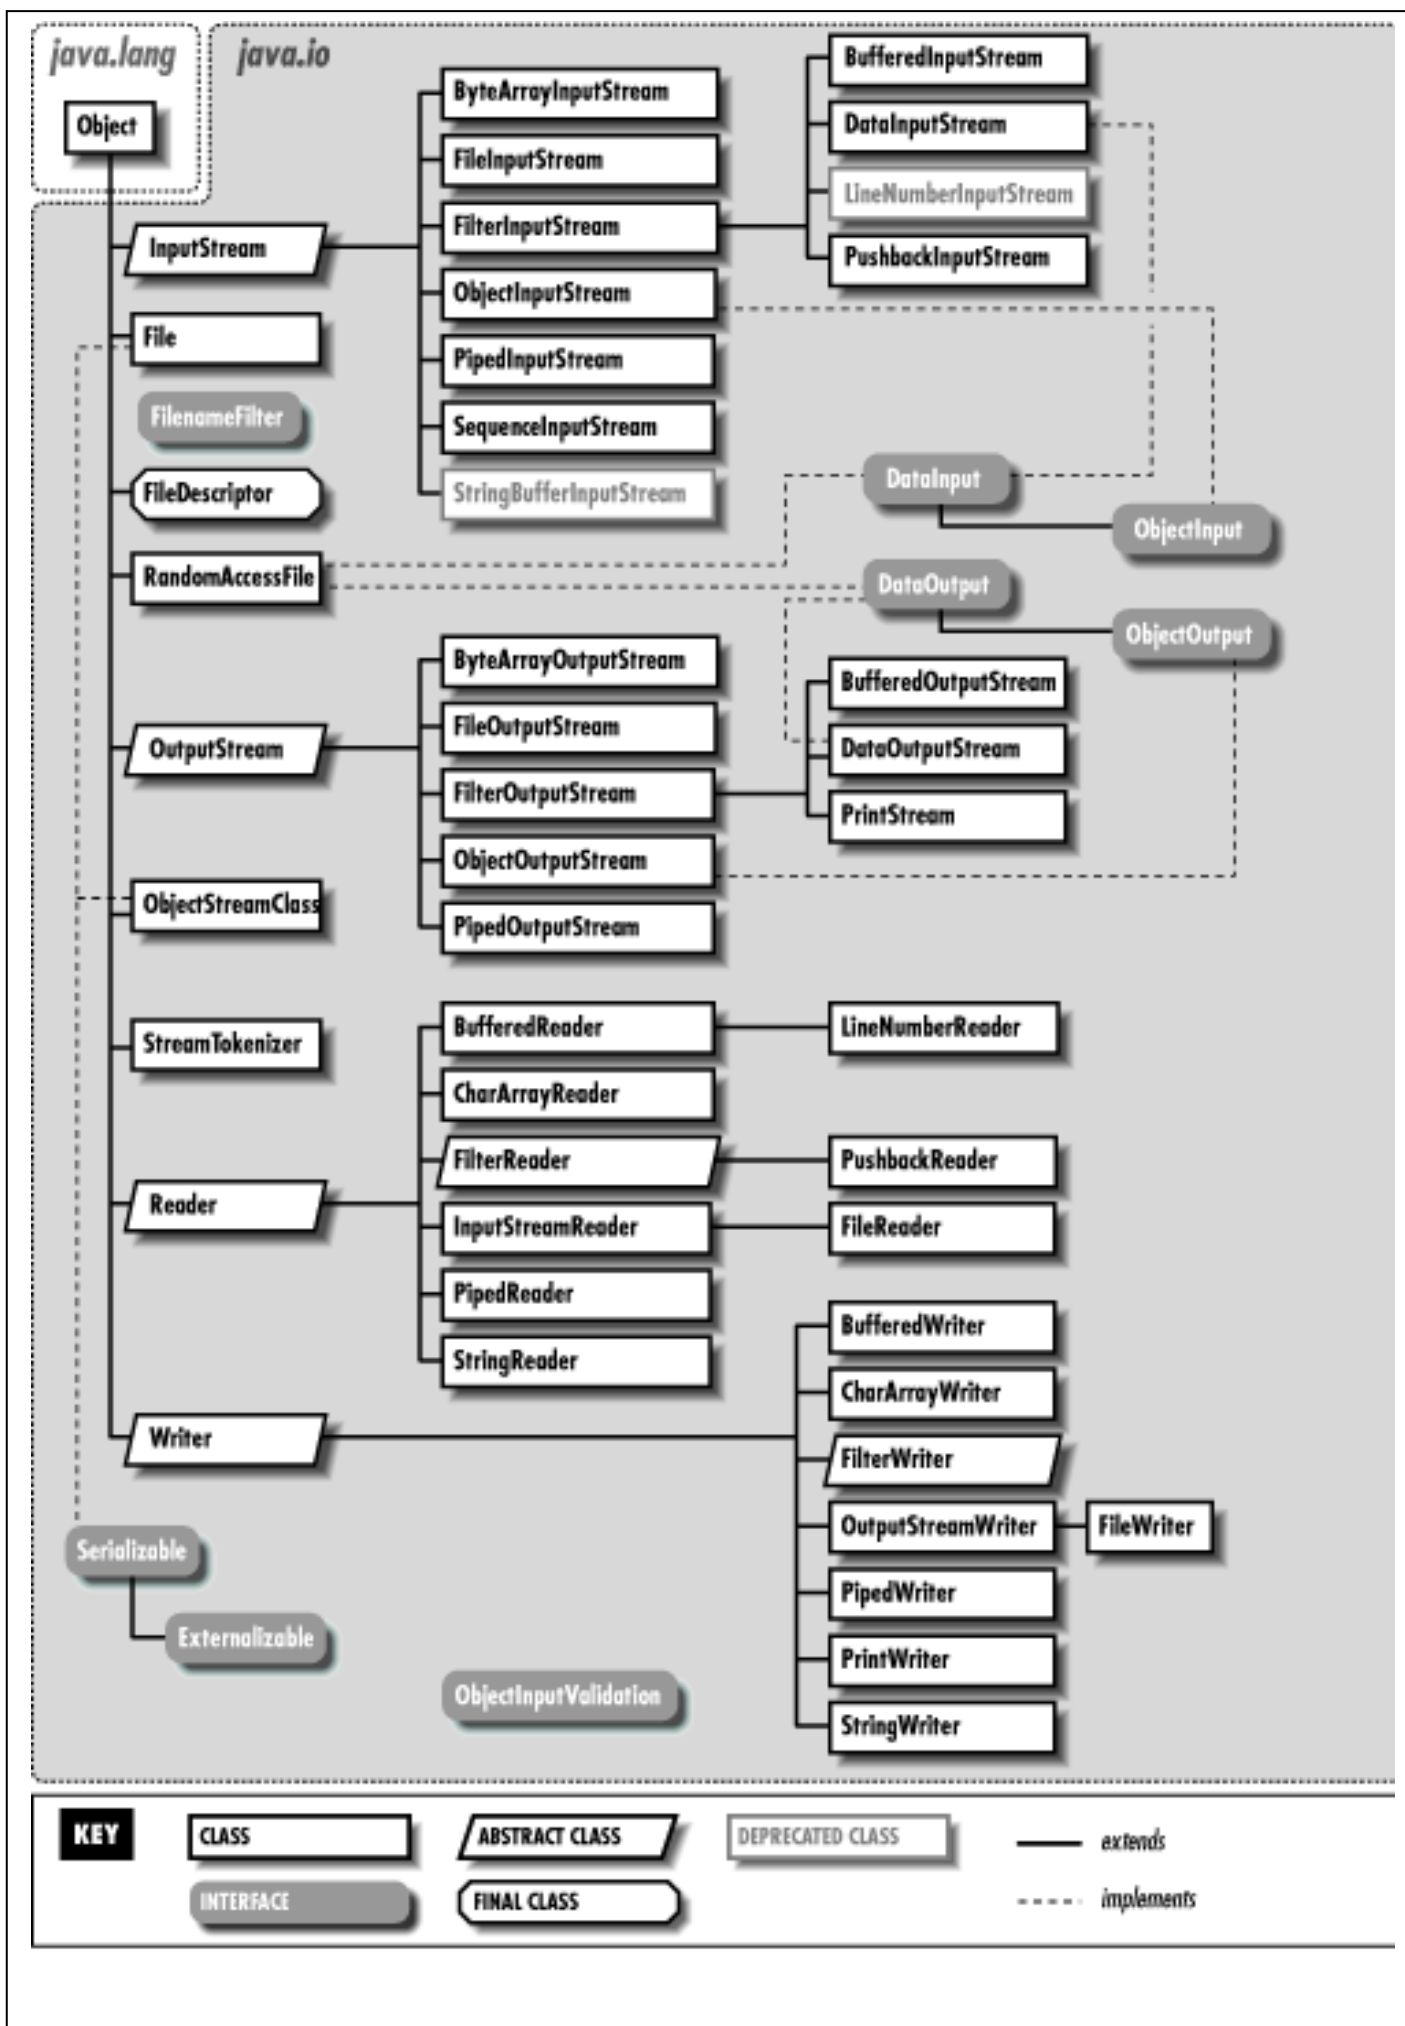 java.lang
java.io
Object
InputStream
File
FilenameFilter
FileDescriptor
RandomAccessFile
OutputStream
ObjectStreamClass
StreamTokenizer
Reader
Writer
Serializable
Externalizable
ByteArrayInputStream
FileInputStream
FilterInputStream
ObjectInputStream
PipedInputStream
SequenceInputStream
StringBufferInputStream
BufferedInputStream
DataInputStream
LineNumberInputStream
PushbackInputStream
DataInput
ObjectInput
DataOutput
ObjectOutput
ByteArrayOutputStream
FileOutputStream
FilterOutputStream
ObjectOutputStream
PipedOutputStream
BufferedOutputStream
DataOutputStream
PrintStream
BufferedReader
CharArrayReader
FilterReader
InputStreamReader
PipedReader
StringReader
LineNumberReader
PushbackReader
FileReader
BufferedWriter
CharArrayWriter
FilterWriter
OutputStreamWriter
FileWriter
PipedWriter
PrintWriter
StringWriter
ObjectInputValidation
KEY
CLASS
ABSTRACT CLASS
DEPRECATED CLASS
extends
INTERFACE
FINAL CLASS
implements